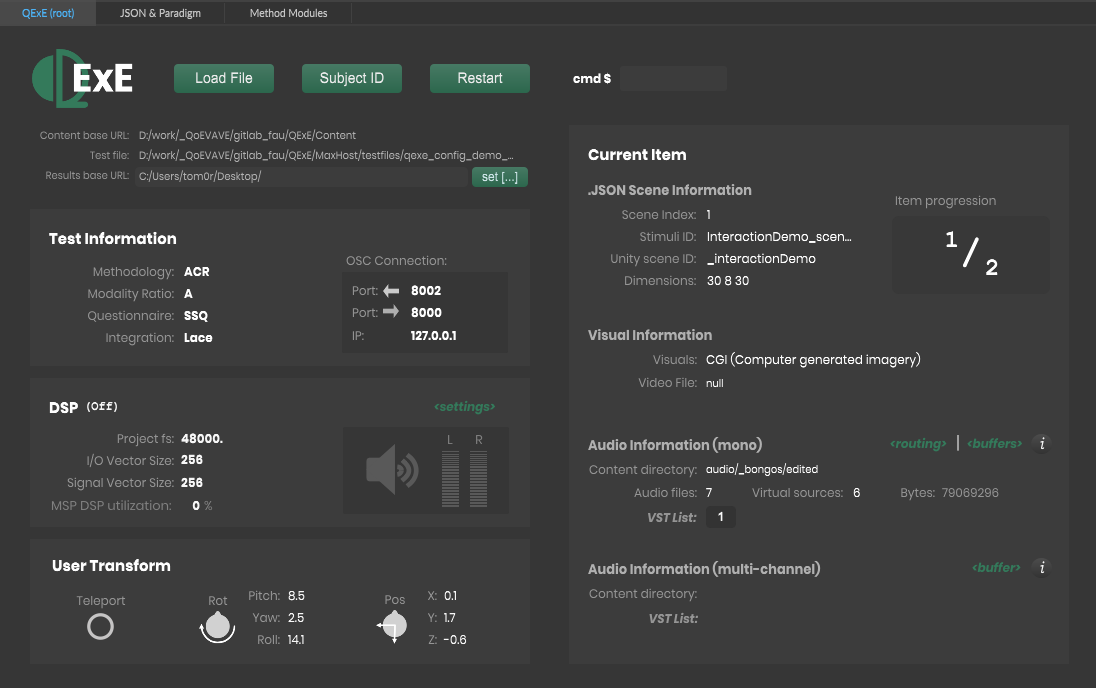 QExE (root) JSON & Paradigm Method Modules
QExE Load File Subject ID Restart cmd $
Content base URL: D:/work/_QoEVAVE/gitlab_fau/QExE/Content
Test file: D:/work/_QoEVAVE/gitlab_fau/QExE/MaxHost/testfiles/qexe_config_demo_...
Results base URL: C:/Users/tom0r/Desktop/ set [...]
Test Information
Methodology: ACR
Modality Ratio: A
Questionnaire: SSQ
Integration: Lace
OSC Connection:
Port: 8002
Port: 8000
IP: 127.0.0.1
DSP (Off) <settings>
Project fs: 48000.
I/O Vector Size: 256
Signal Vector Size: 256
MSP DSP utilization: 0 %
L R
User Transform
Teleport
Rot
Pitch: 8.5
Yaw: 2.5
Roll: 14.1
Pos
X: 0.1
Y: 1.7
Z: -0.6
Current Item
.JSON Scene Information
Scene Index: 1
Stimuli ID: InteractionDemo_scen...
Unity scene ID: _interactionDemo
Dimensions: 30 8 30
Item progression
1/2
Visual Information
Visuals: CGI (Computer generated imagery)
Video File: null
Audio Information (mono) <routing> | <buffers> i
Content directory: audio/_bongos/edited
Audio files: 7 Virtual sources: 6 Bytes: 79069296
VST List: 1
Audio Information (multi-channel) <buffer> i
Content directory:
VST List: